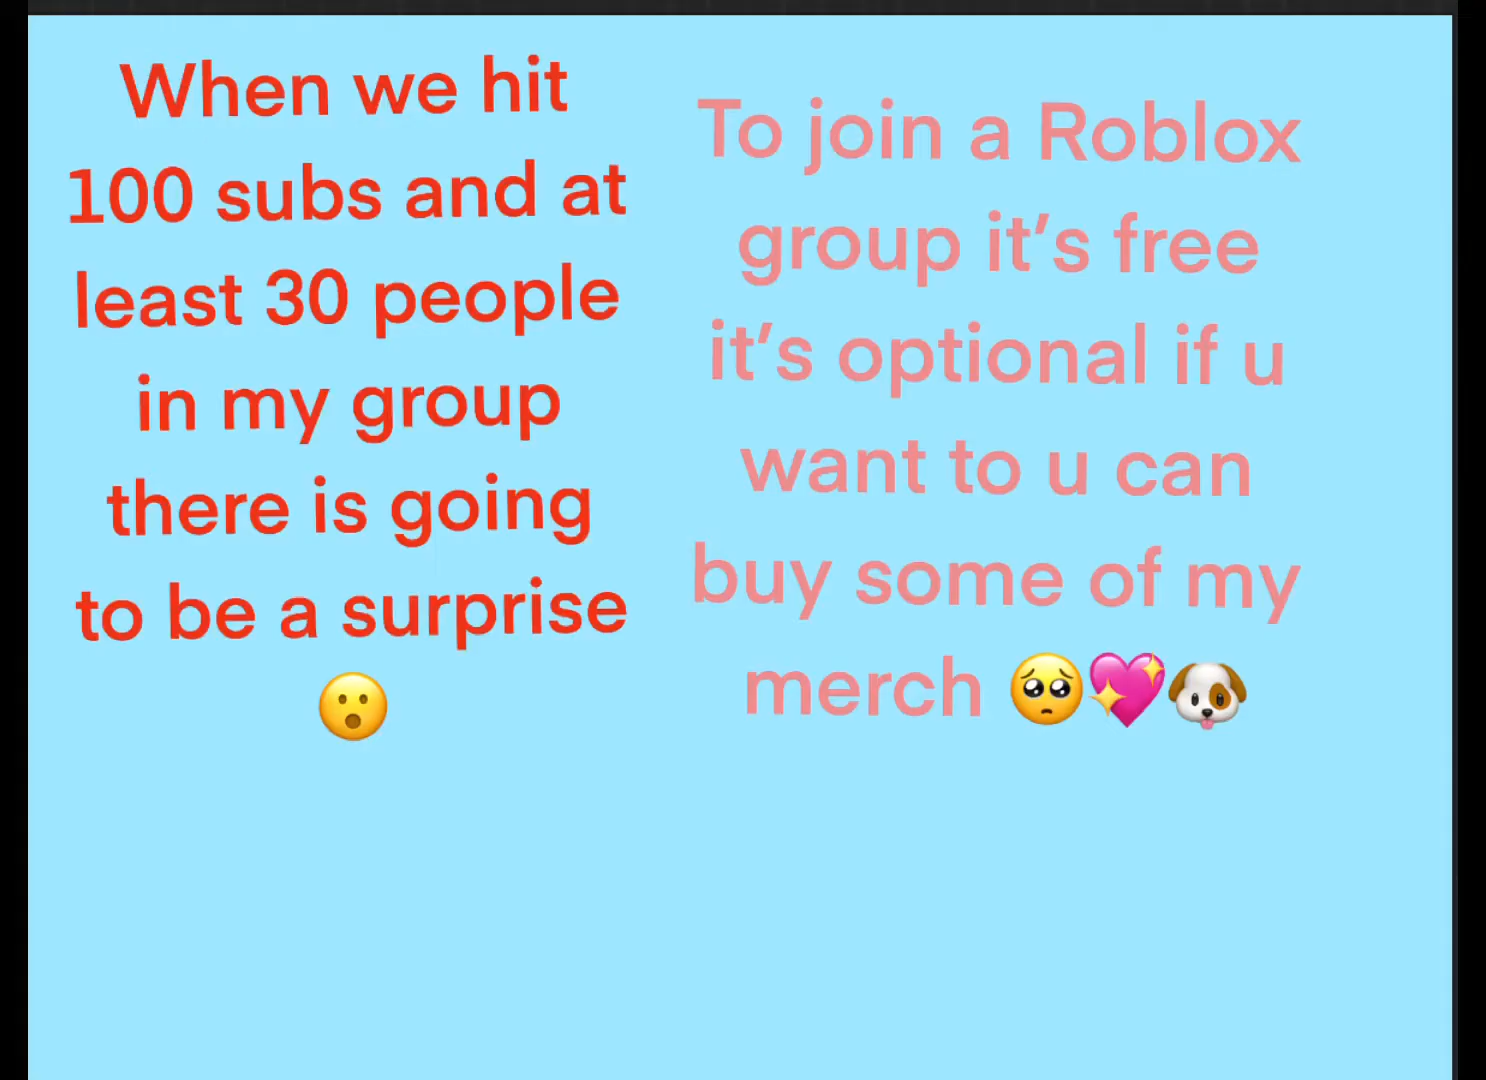 When we hit
100 subs and at
least 30 people
in my group
there is going
to be a surprise
😮
To join a Roblox
group it’s free
it’s optional if u
want to u can
buy some of my
merch 🥺💖🐶